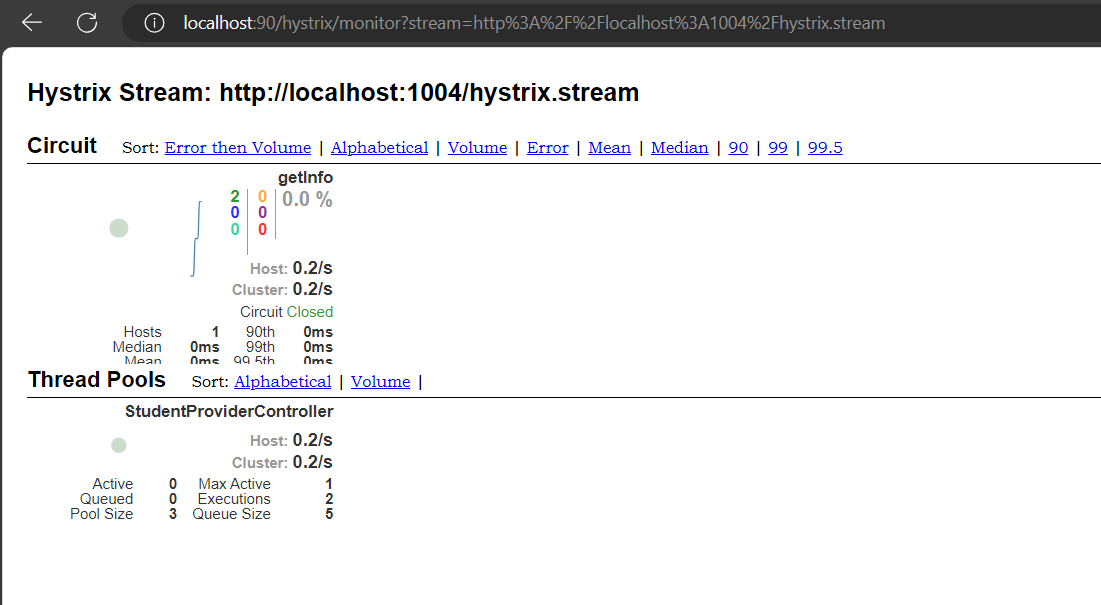 localhost:90/hystrix/monitor?stream=http%3A%2F%2Flocalhost%3A1004%2Fhystrix.stream
Hystrix Stream: http://localhost:1004/hystrix.stream
Circuit Sort: Error then Volume | Alphabetical | Volume | Error | Mean | Median | 90 | 99 | 99.5
getInfo
2 0 0.0 %
0 0
0 0
Host: 0.2/s
Cluster: 0.2/s
Circuit Closed
Hosts 1 90th 0ms
Median 0ms 99th 0ms
Mean 0ms 99.5th 0ms
Thread Pools Sort: Alphabetical | Volume |
StudentProviderController
Host: 0.2/s
Cluster: 0.2/s
Active 0 Max Active 1
Queued 0 Executions 2
Pool Size 3 Queue Size 5